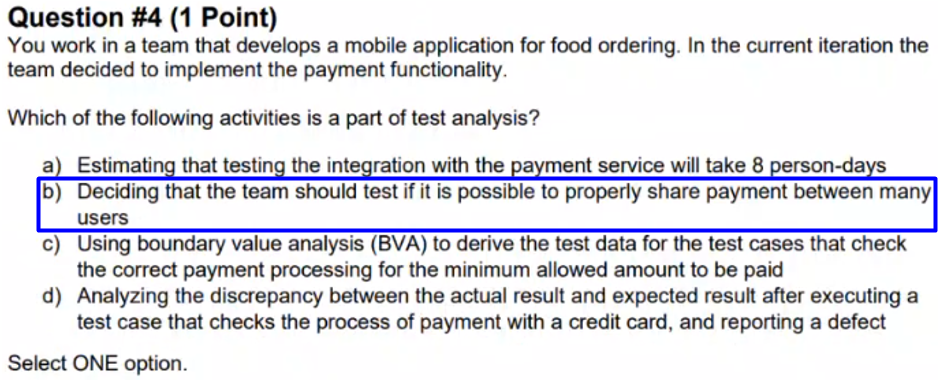 Question #4 (1 Point)
You work in a team that develops a mobile application for food ordering. In the current iteration the
team decided to implement the payment functionality.
Which of the following activities is a part of test analysis?
a) Estimating that testing the integration with the payment service will take 8 person-days
b) Deciding that the team should test if it is possible to properly share payment between many
users
c) Using boundary value analysis (BVA) to derive the test data for the test cases that check
the correct payment processing for the minimum allowed amount to be paid
d) Analyzing the discrepancy between the actual result and expected result after executing a
test case that checks the process of payment with a credit card, and reporting a defect
Select ONE option.